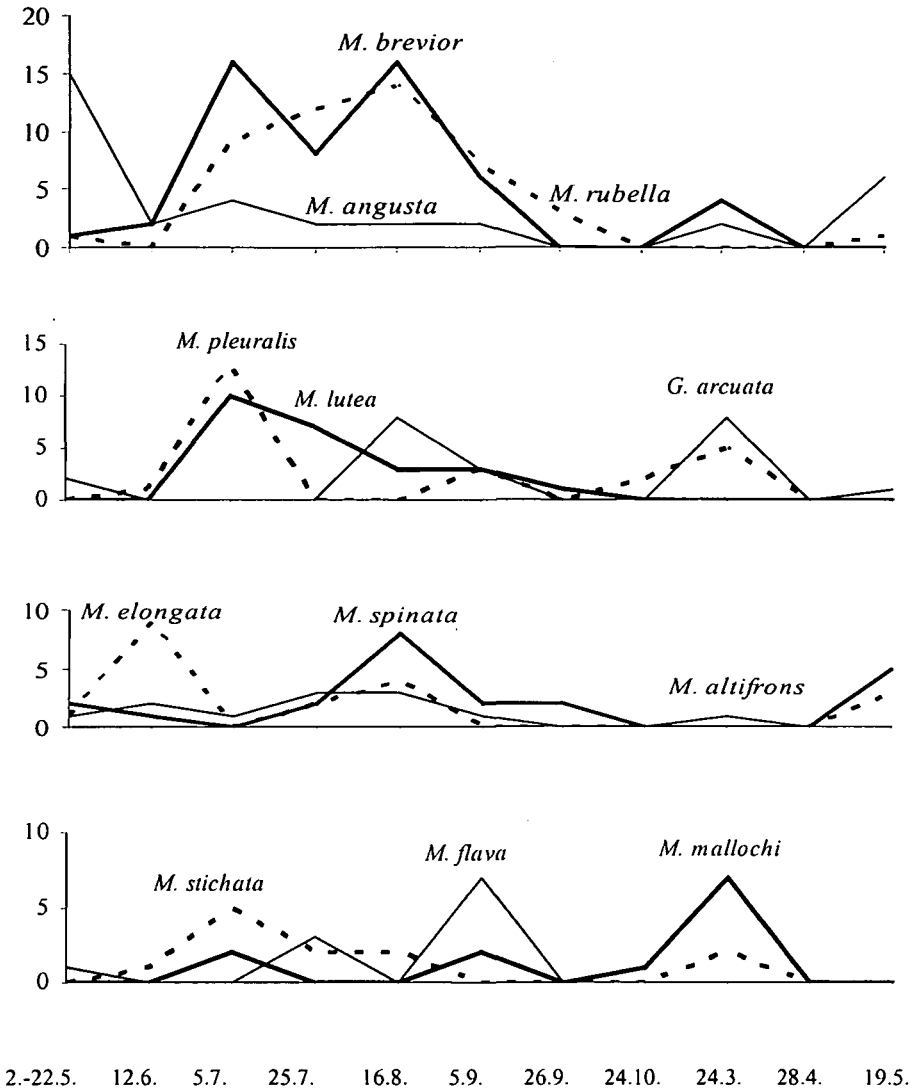 20
M. brevior
15
10
M. rubella
5
M. angusta
0
15
M. pleuralis
10
M. lutea
G. arcuata
5
0
10
M. elongata
M. spinata
5
M. altifrons
0
10
M. flava
M. mallochi
M. stichata
5
0
2.-22.5. 12.6. 5.7. 25.7. 16.8. 5.9. 26.9. 24.10. 24.3. 28.4. 19.5.